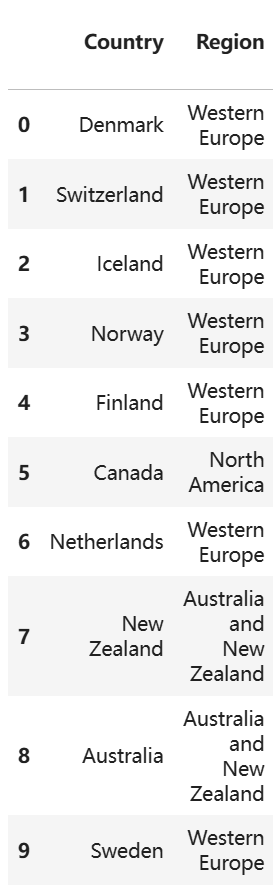 Country Region
0 Denmark Western Europe
1 Switzerland Western Europe
2 Iceland Western Europe
3 Norway Western Europe
4 Finland Western Europe
5 Canada North America
6 Netherlands Western Europe
7 New Zealand Australia and New Zealand
8 Australia Australia and New Zealand
9 Sweden Western Europe